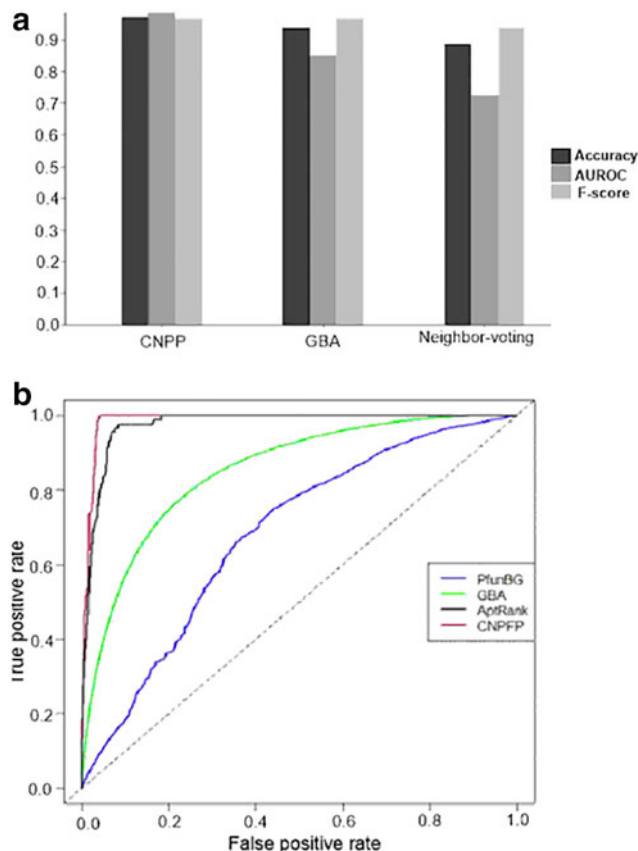 a
0.9
0.8
0.7
0.6
0.5
0.4
0.3
0.2
0.1
0.0
CNPP
GBA
Neighbor-voting
Accuracy
AUROC
F-score
b
1.0
0.8
0.6
0.4
0.2
0.0
True positive rate
0.0 0.2 0.4 0.6 0.8 1.0
False positive rate
PfunBG
GBA
AptRank
CNPFP